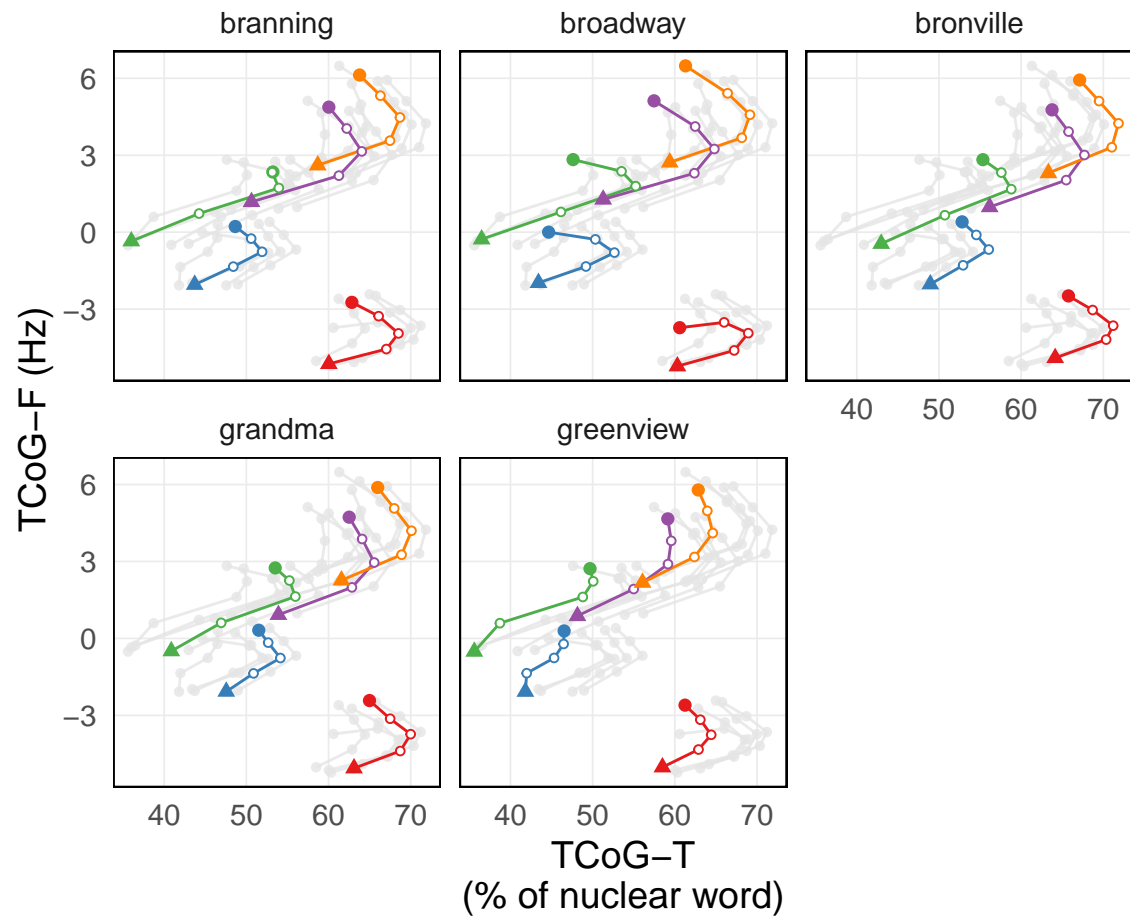 branning broadway bronville
6
3
0
−3
40 50 60 70
grandma greenview
6
3
0
−3
40 50 60 70 40 50 60 70
TCoG−F (Hz)
TCoG−T
(% of nuclear word)